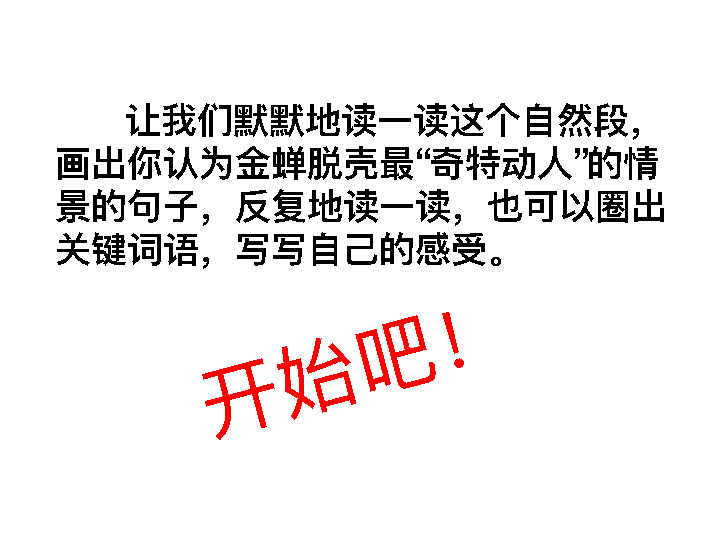 让我们默默地读一读这个自然段，
画出你认为金蝉脱壳最“奇特动人”的情
景的句子，反复地读一读，也可以圈出
关键词语，写写自己的感受。
开始吧！